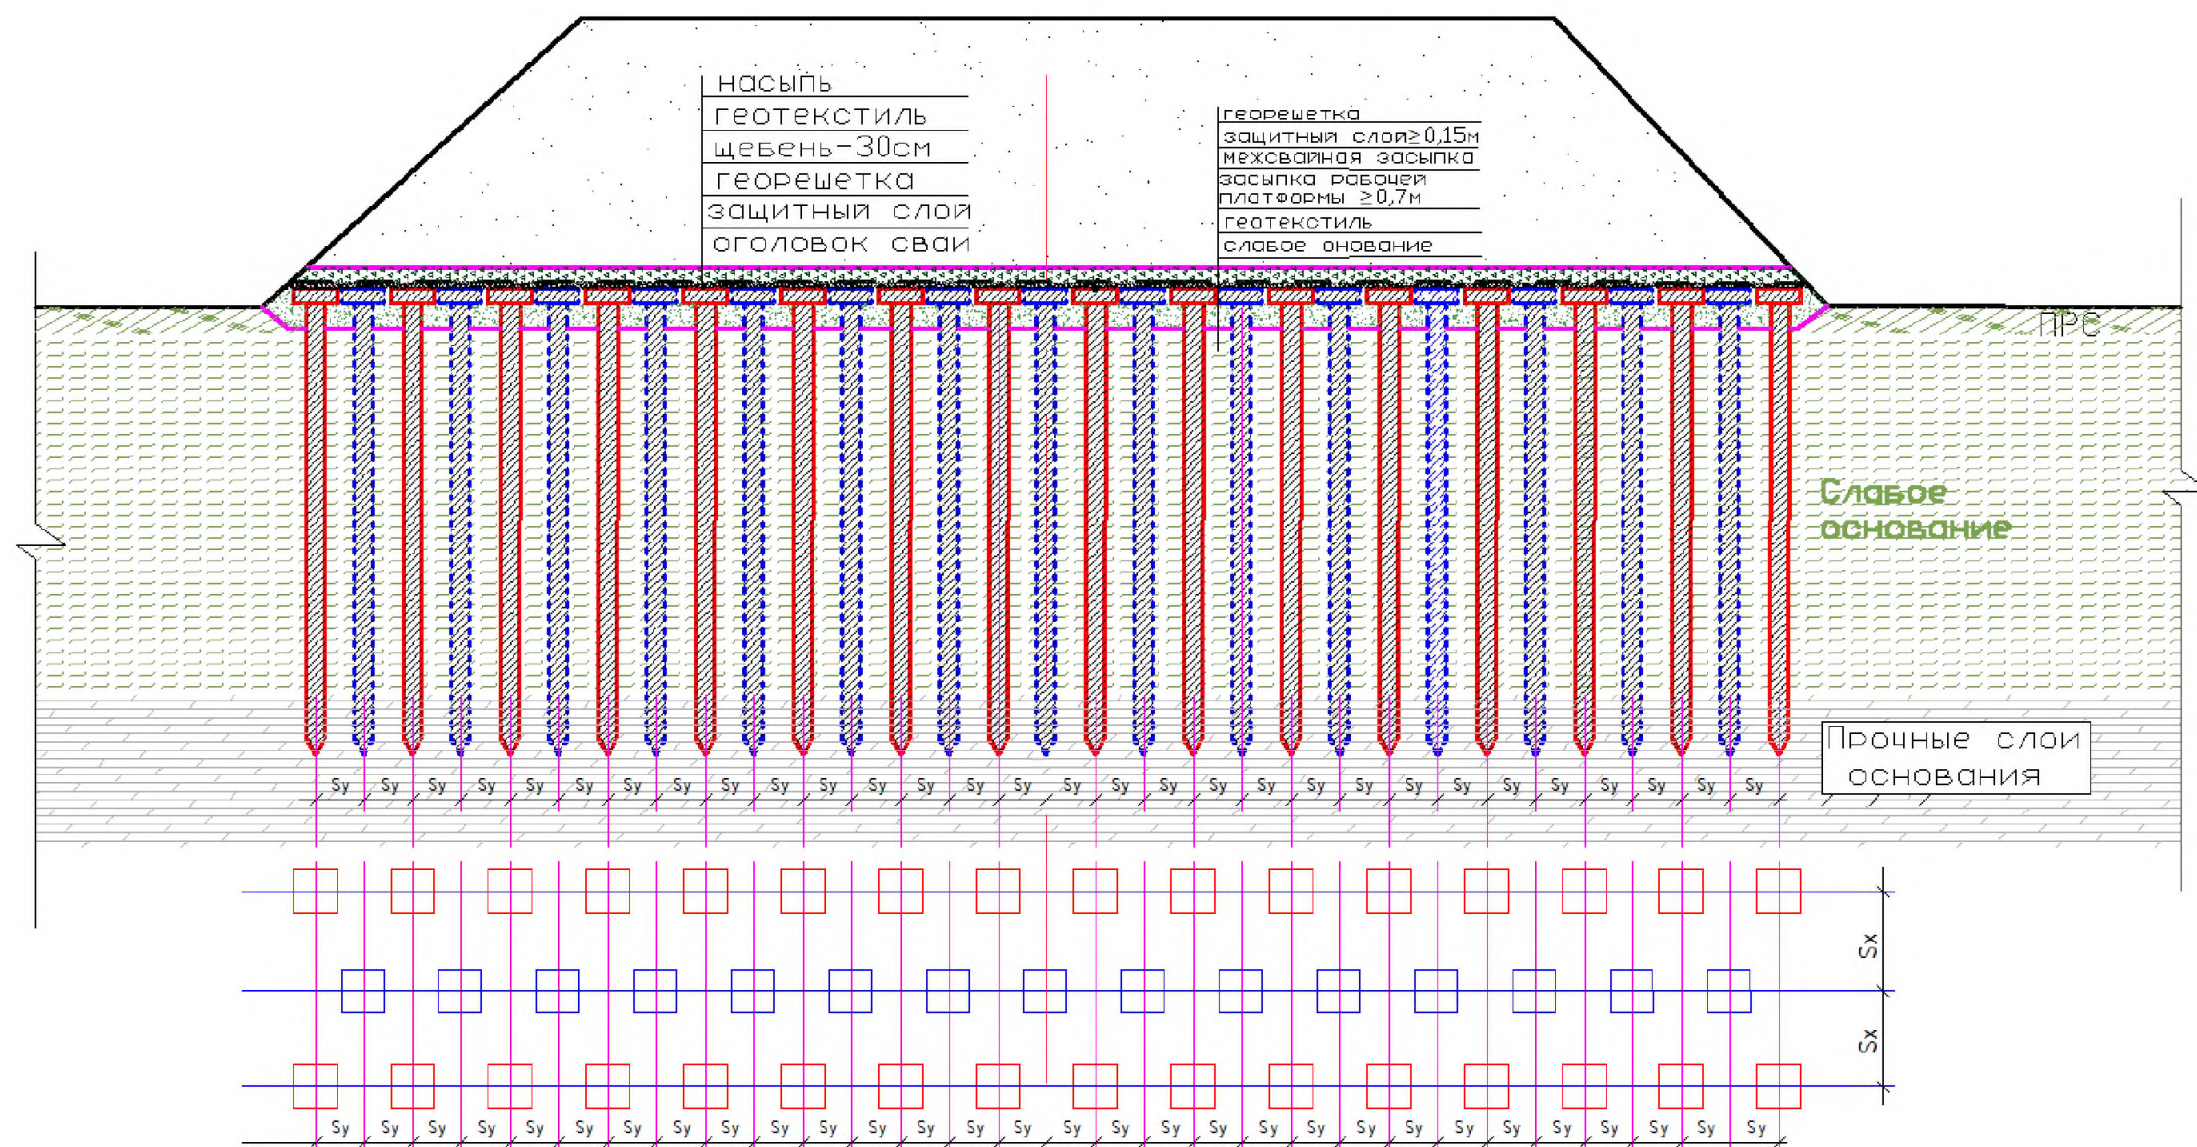 насыпь
геотекстиль
щебень-30см
георешетка
защитный слой
оголовок сваи
георешетка
защитный слой≥0,15м
межсвайная засыпка
засыпка рабочей
платформы ≥0,7м
геотекстиль
слабое онование
ПРС
Слабое
основание
Прочные слои
основания
Sy Sy Sy Sy Sy Sy Sy Sy Sy Sy Sy Sy Sy Sy Sy Sy Sy Sy Sy Sy Sy Sy Sy Sy Sy Sy Sy Sy Sy Sy
Sx
Sx
Sy Sy Sy Sy Sy Sy Sy Sy Sy Sy Sy Sy Sy Sy Sy Sy Sy Sy Sy Sy Sy Sy Sy Sy Sy Sy Sy Sy Sy Sy